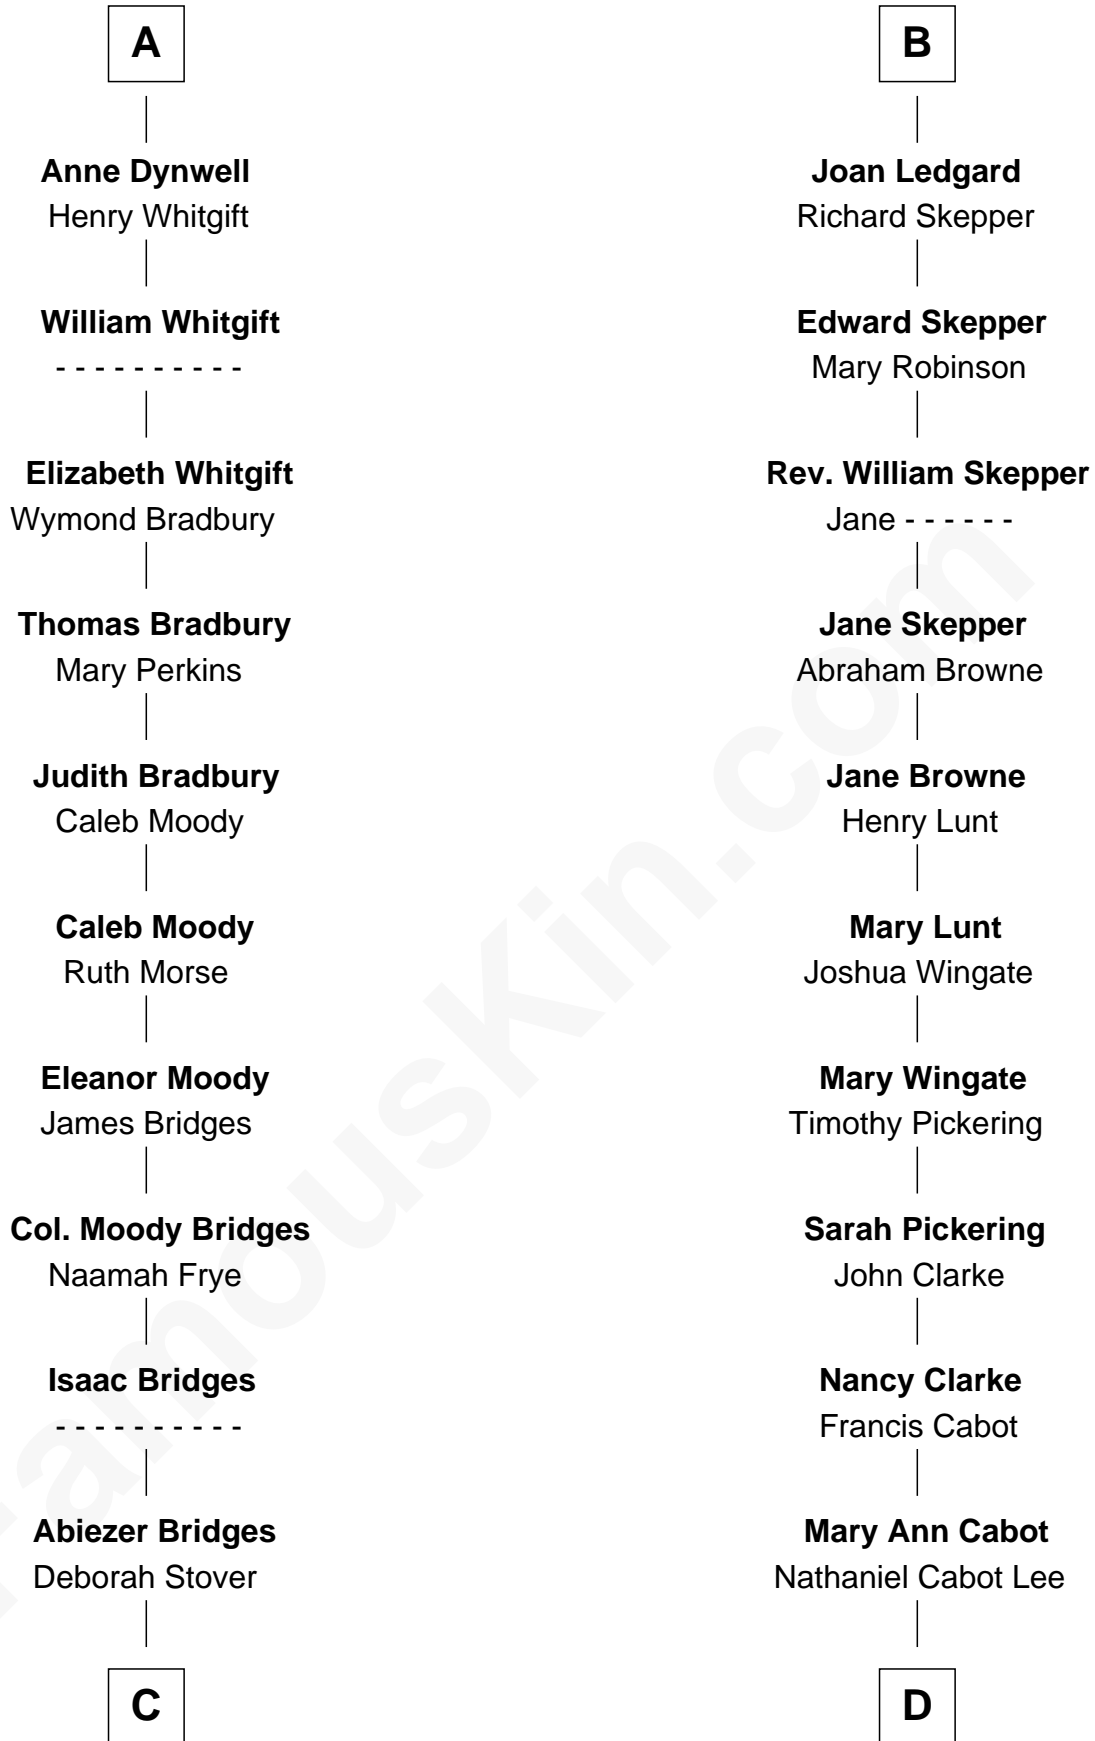 A
Anne Dynwell
Henry Whitgift
William Whitgift
- - - - - - - - - -
Elizabeth Whitgift
Wymond Bradbury
Thomas Bradbury
Mary Perkins
Judith Bradbury
Caleb Moody
Caleb Moody
Ruth Morse
Eleanor Moody
James Bridges
Col. Moody Bridges
Naamah Frye
Isaac Bridges
- - - - - - - - - -
Abiezer Bridges
Deborah Stover
C
B
Joan Ledgard
Richard Skepper
Edward Skepper
Mary Robinson
Rev. William Skepper
Jane - - - - - -
Jane Skepper
Abraham Browne
Jane Browne
Henry Lunt
Mary Lunt
Joshua Wingate
Mary Wingate
Timothy Pickering
Sarah Pickering
John Clarke
Nancy Clarke
Francis Cabot
Mary Ann Cabot
Nathaniel Cabot Lee
D
FamousKin.com